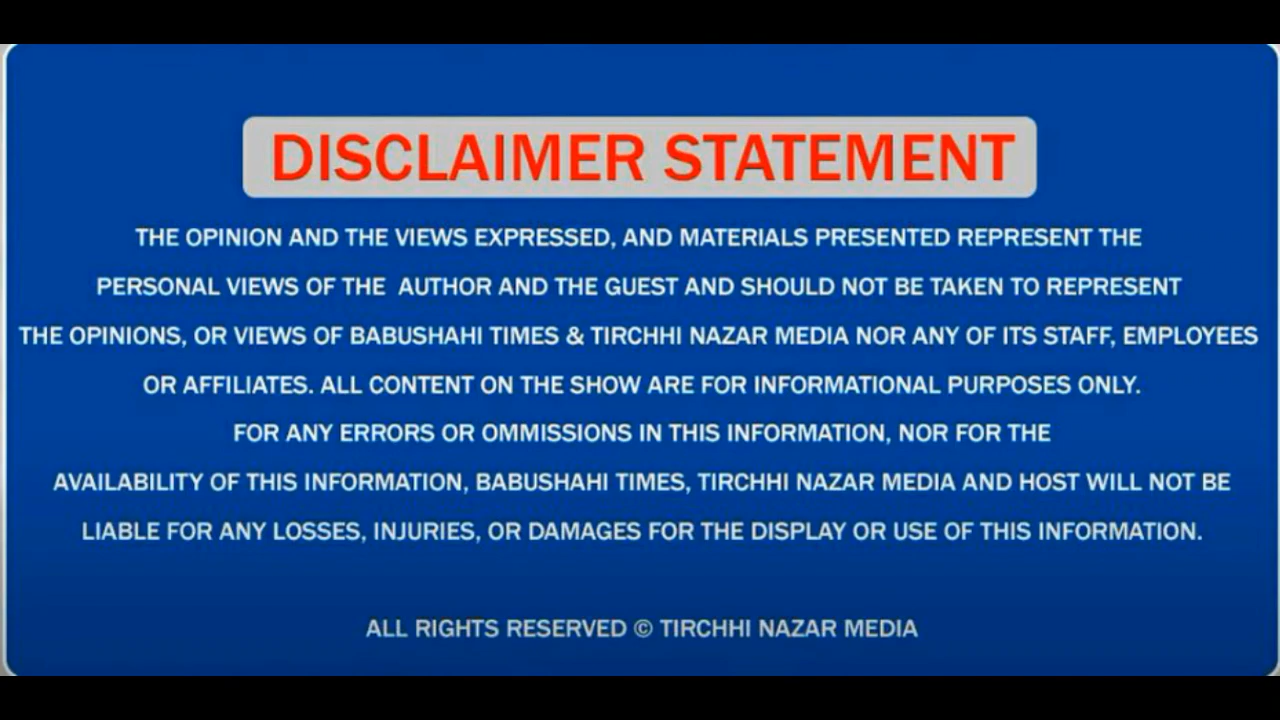 DISCLAIMER STATEMENT
THE OPINION AND THE VIEWS EXPRESSED, AND MATERIALS PRESENTED REPRESENT THE
PERSONAL VIEWS OF THE AUTHOR AND THE GUEST AND SHOULD NOT BE TAKEN TO REPRESENT
THE OPINIONS, OR VIEWS OF BABUSHAHI TIMES & TIRCHHI NAZAR MEDIA NOR ANY OF ITS STAFF, EMPLOYEES
OR AFFILIATES. ALL CONTENT ON THE SHOW ARE FOR INFORMATIONAL PURPOSES ONLY.
FOR ANY ERRORS OR OMMISSIONS IN THIS INFORMATION, NOR FOR THE
AVAILABILITY OF THIS INFORMATION, BABUSHAHI TIMES, TIRCHHI NAZAR MEDIA AND HOST WILL NOT BE
LIABLE FOR ANY LOSSES, INJURIES, OR DAMAGES FOR THE DISPLAY OR USE OF THIS INFORMATION.
ALL RIGHTS RESERVED © TIRCHHI NAZAR MEDIA